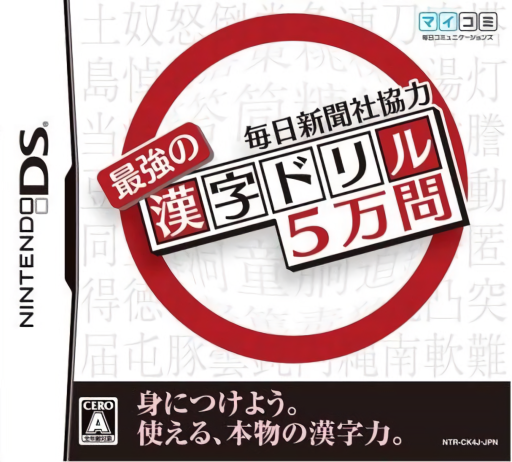 マイコミ
毎日コミュニケーションズ
NINTENDO DS
毎日新聞社協力
最強の
漢字ドリル
5万問
CERO
A
全年齢対象
身につけよう。
使える、本物の漢字力。
NTR-CK4J-JPN